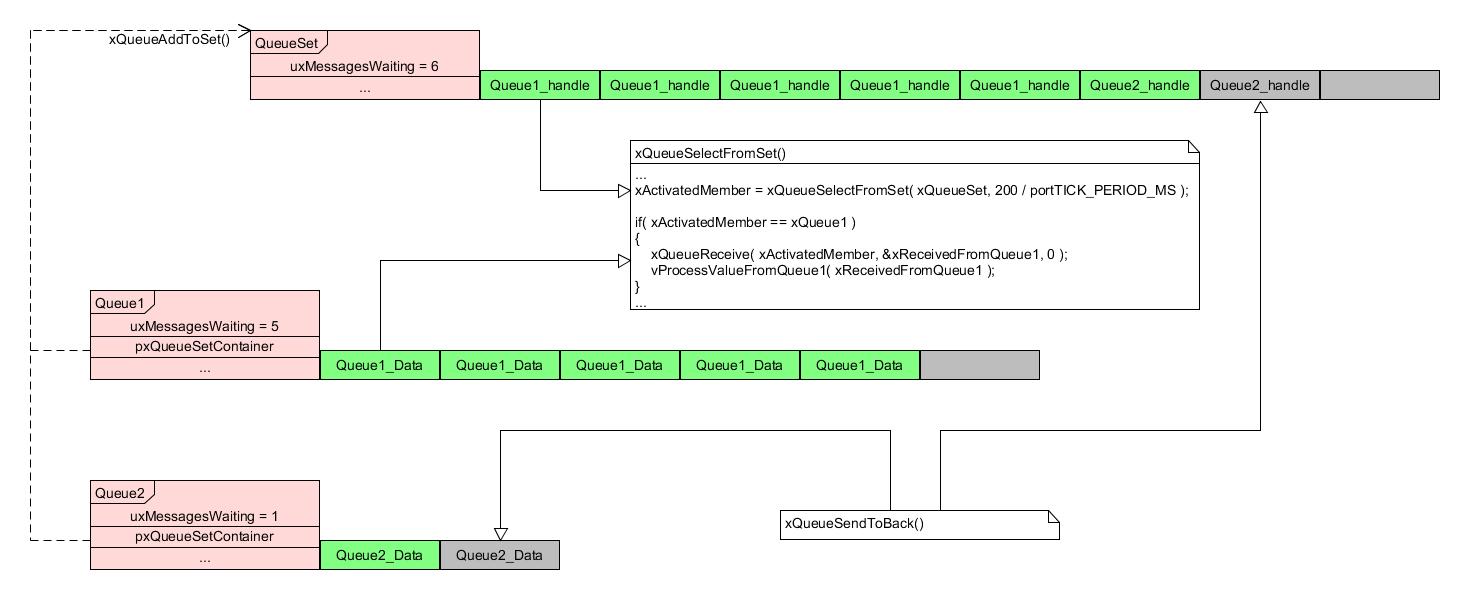 xQueueAddToSet()
QueueSet
uxMessagesWaiting = 6
...
Queue1_handle Queue1_handle Queue1_handle Queue1_handle Queue1_handle Queue2_handle Queue2_handle
xQueueSelectFromSet()
...
xActivatedMember = xQueueSelectFromSet( xQueueSet, 200 / portTICK_PERIOD_MS );
if( xActivatedMember == xQueue1 )
{
xQueueReceive( xActivatedMember, &xReceivedFromQueue1, 0 );
vProcessValueFromQueue1( xReceivedFromQueue1 );
}
...
Queue1
uxMessagesWaiting = 5
pxQueueSetContainer
...
Queue1_Data Queue1_Data Queue1_Data Queue1_Data Queue1_Data
Queue2
uxMessagesWaiting = 1
pxQueueSetContainer
...
Queue2_Data Queue2_Data
xQueueSendToBack()